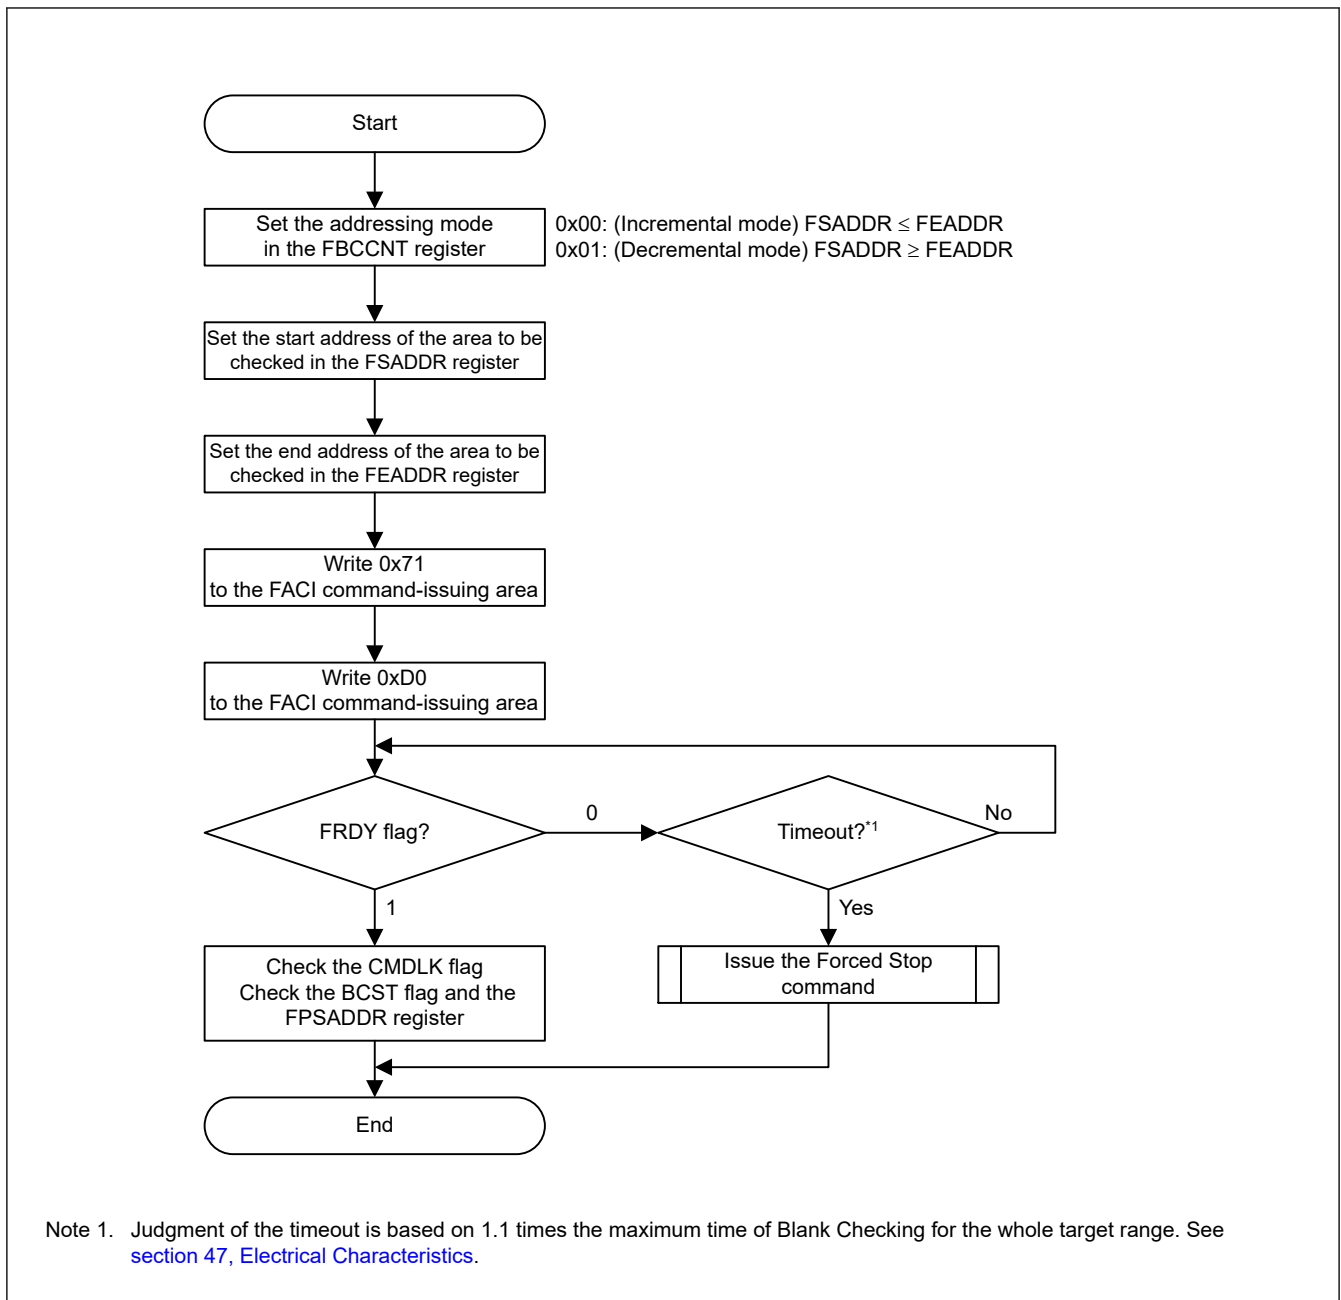 Start
Set the addressing mode
in the FBCCNT register
0x00: (Incremental mode) FSADDR ≤ FEADDR
0x01: (Decremental mode) FSADDR ≥ FEADDR
Set the start address of the area to be
checked in the FSADDR register
Set the end address of the area to be
checked in the FEADDR register
Write 0x71
to the FACI command-issuing area
Write 0xD0
to the FACI command-issuing area
FRDY flag?
0
Timeout?*1
No
1
Yes
Check the CMDLK flag
Check the BCST flag and the
FPSADDR register
Issue the Forced Stop
command
End
Note 1. Judgment of the timeout is based on 1.1 times the maximum time of Blank Checking for the whole target range. See
section 47, Electrical Characteristics.